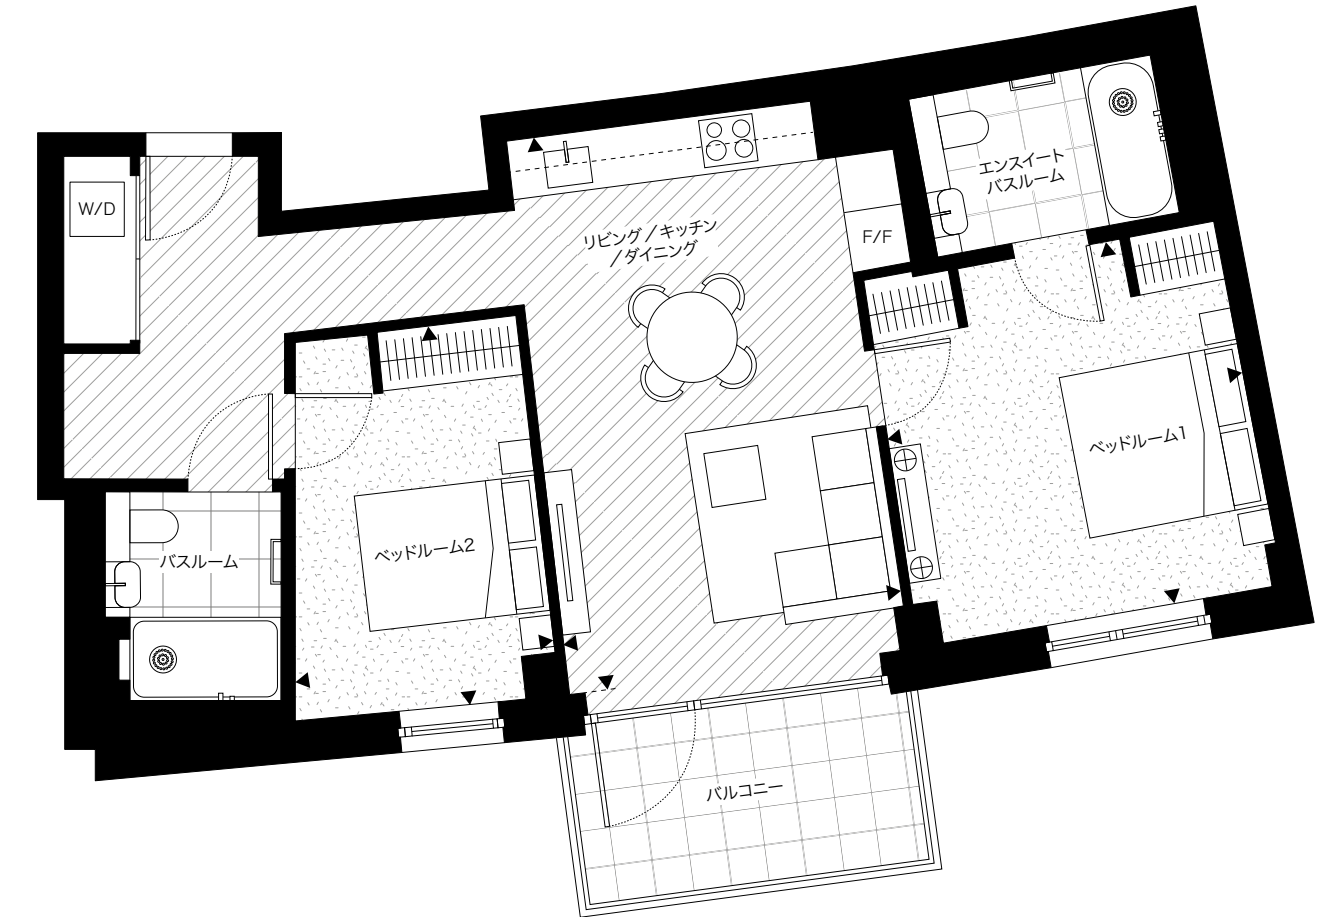 W/D
リビング／キッチン
／ダイニング
F/F
エンスイート
バスルーム
ベッドルーム1
ベッドルーム2
バスルーム
バルコニー